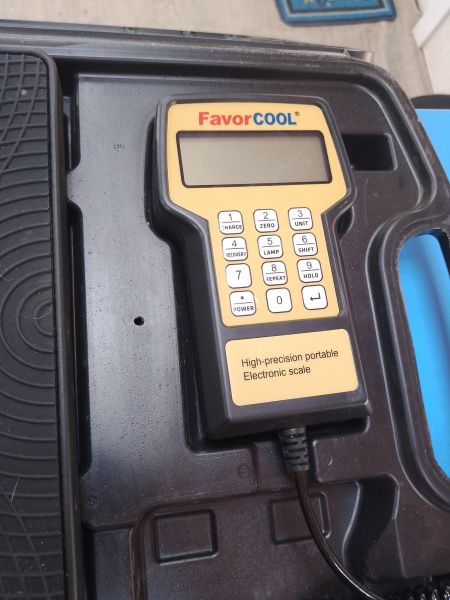 FavorCOOL®
1 2 3
CHARGE ZERO UNIT
4 5 6
RECOVERY LAMP SHIFT
7 8 9
REPEAT HOLD
• 0 ↵
POWER
High-precision portable
Electronic scale